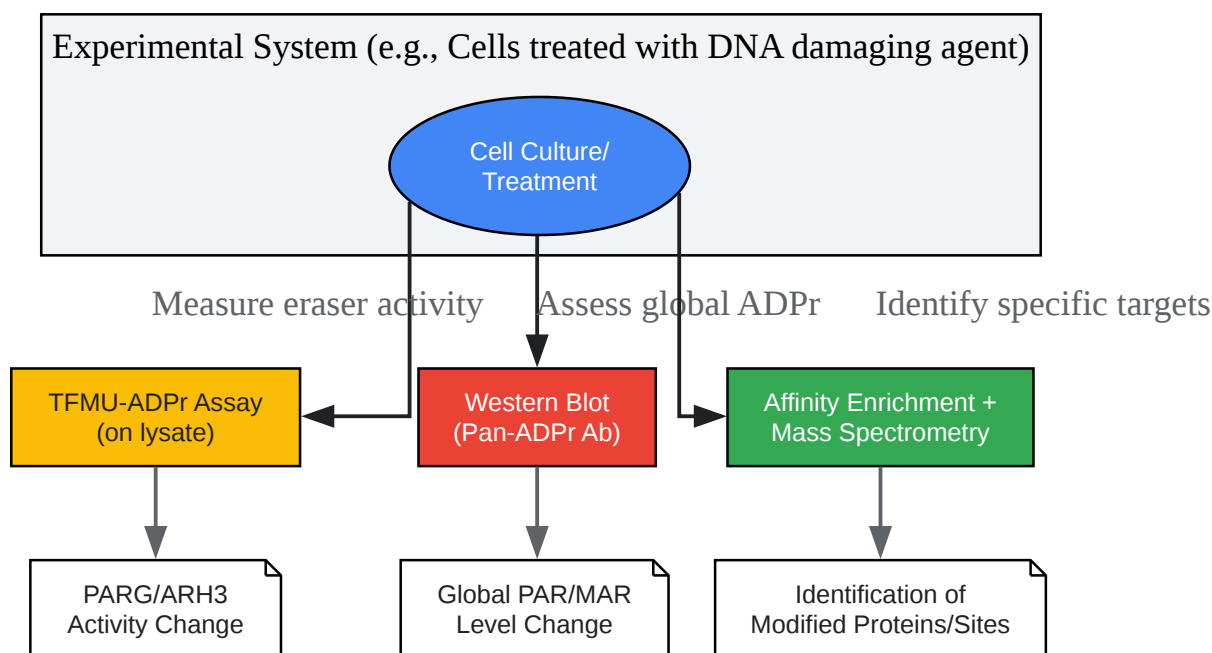 Experimental System (e.g., Cells treated with DNA damaging agent)
Cell Culture/
Treatment
Measure eraser activity
Assess global ADPr
Identify specific targets
TFMU-ADPr Assay
(on lysate)
Western Blot
(Pan-ADPr Ab)
Affinity Enrichment +
Mass Spectrometry
PARG/ARH3
Activity Change
Global PAR/MAR
Level Change
Identification of
Modified Proteins/Sites